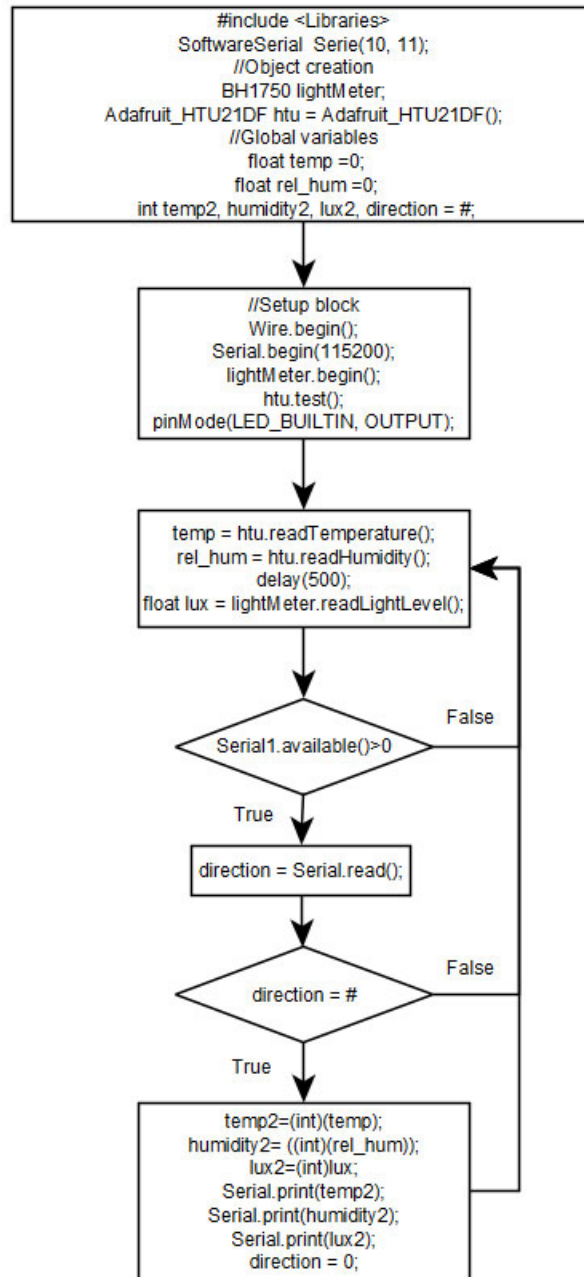 #include <Libraries>
SoftwareSerial Serie(10, 11);
//Object creation
BH1750 lightMeter;
Adafruit_HTU21DF htu = Adafruit_HTU21DF();
//Global variables
float temp =0;
float rel_hum =0;
int temp2, humidity2, lux2, direction = #;
//Setup block
Wire.begin();
Serial.begin(115200);
lightMeter.begin();
htu.test();
pinMode(LED_BUILTIN, OUTPUT);
temp = htu.readTemperature();
rel_hum = htu.readHumidity();
delay(500);
float lux = lightMeter.readLightLevel();
Serial1.available()>0
False
True
direction = Serial.read();
direction = #
False
True
temp2=(int)(temp);
humidity2= ((int)(rel_hum));
lux2=(int)lux;
Serial.print(temp2);
Serial.print(humidity2);
Serial.print(lux2);
direction = 0;